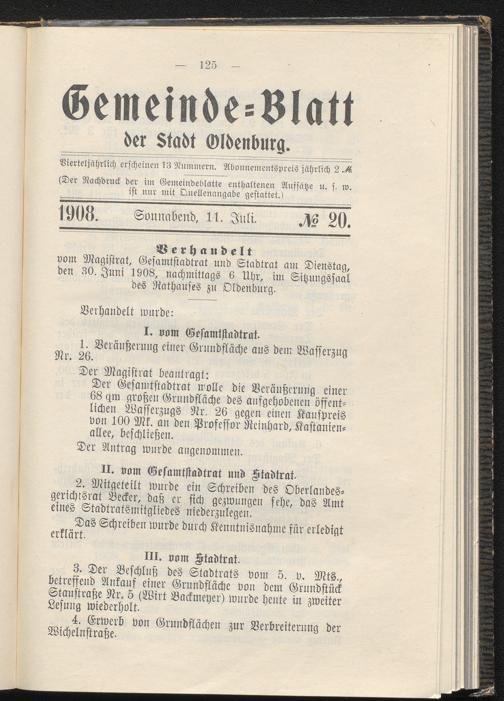 — 125 —
Gemeinde-Blatt
der Stadt Oldenburg.
Vierteljährlich erscheinen 13 Nummern. Abonnementspreis jährlich 2 ℳ
(Der Nachdruck der im Gemeindeblatte enthaltenen Aufsätze u. s. w.
ist nur mit Quellenangabe gestattet.)
1908. Sonnabend, 11. Juli. № 20.
Verhandelt
vom Magistrat, Gesamtstadtrat und Stadtrat am Dienstag,
den 30. Juni 1908, nachmittags 6 Uhr, im Sitzungssaal
des Rathauses zu Oldenburg.
Verhandelt wurde:
I. vom Gesamtstadtrat.
1. Veräußerung einer Grundfläche aus dem Wasserzug
Nr. 26.
Der Magistrat beantragt:
Der Gesamtstadtrat wolle die Veräußerung einer
68 qm großen Grundfläche des aufgehobenen öffent-
lichen Wasserzugs Nr. 26 gegen einen Kaufpreis
von 100 Mk. an den Professor Reinhard, Kastanien-
allee, beschließen.
Der Antrag wurde angenommen.
II. vom Gesamtstadtrat und Stadtrat.
2. Mitgeteilt wurde ein Schreiben des Oberlandes-
gerichtsrat Becker, daß er sich gezwungen sehe, das Amt
eines Stadtratsmitgliedes niederzulegen.
Das Schreiben wurde durch Kenntnisnahme für erledigt
erklärt.
III. vom Stadtrat.
3. Der Beschluß des Stadtrats vom 5. v. Mts.,
betreffend Ankauf einer Grundfläche von dem Grundstück
Staustraße Nr. 5 (Wirt Backmeyer) wurde heute in zweiter
Lesung wiederholt.
4. Erwerb von Grundflächen zur Verbreiterung der
Wichelnstraße.